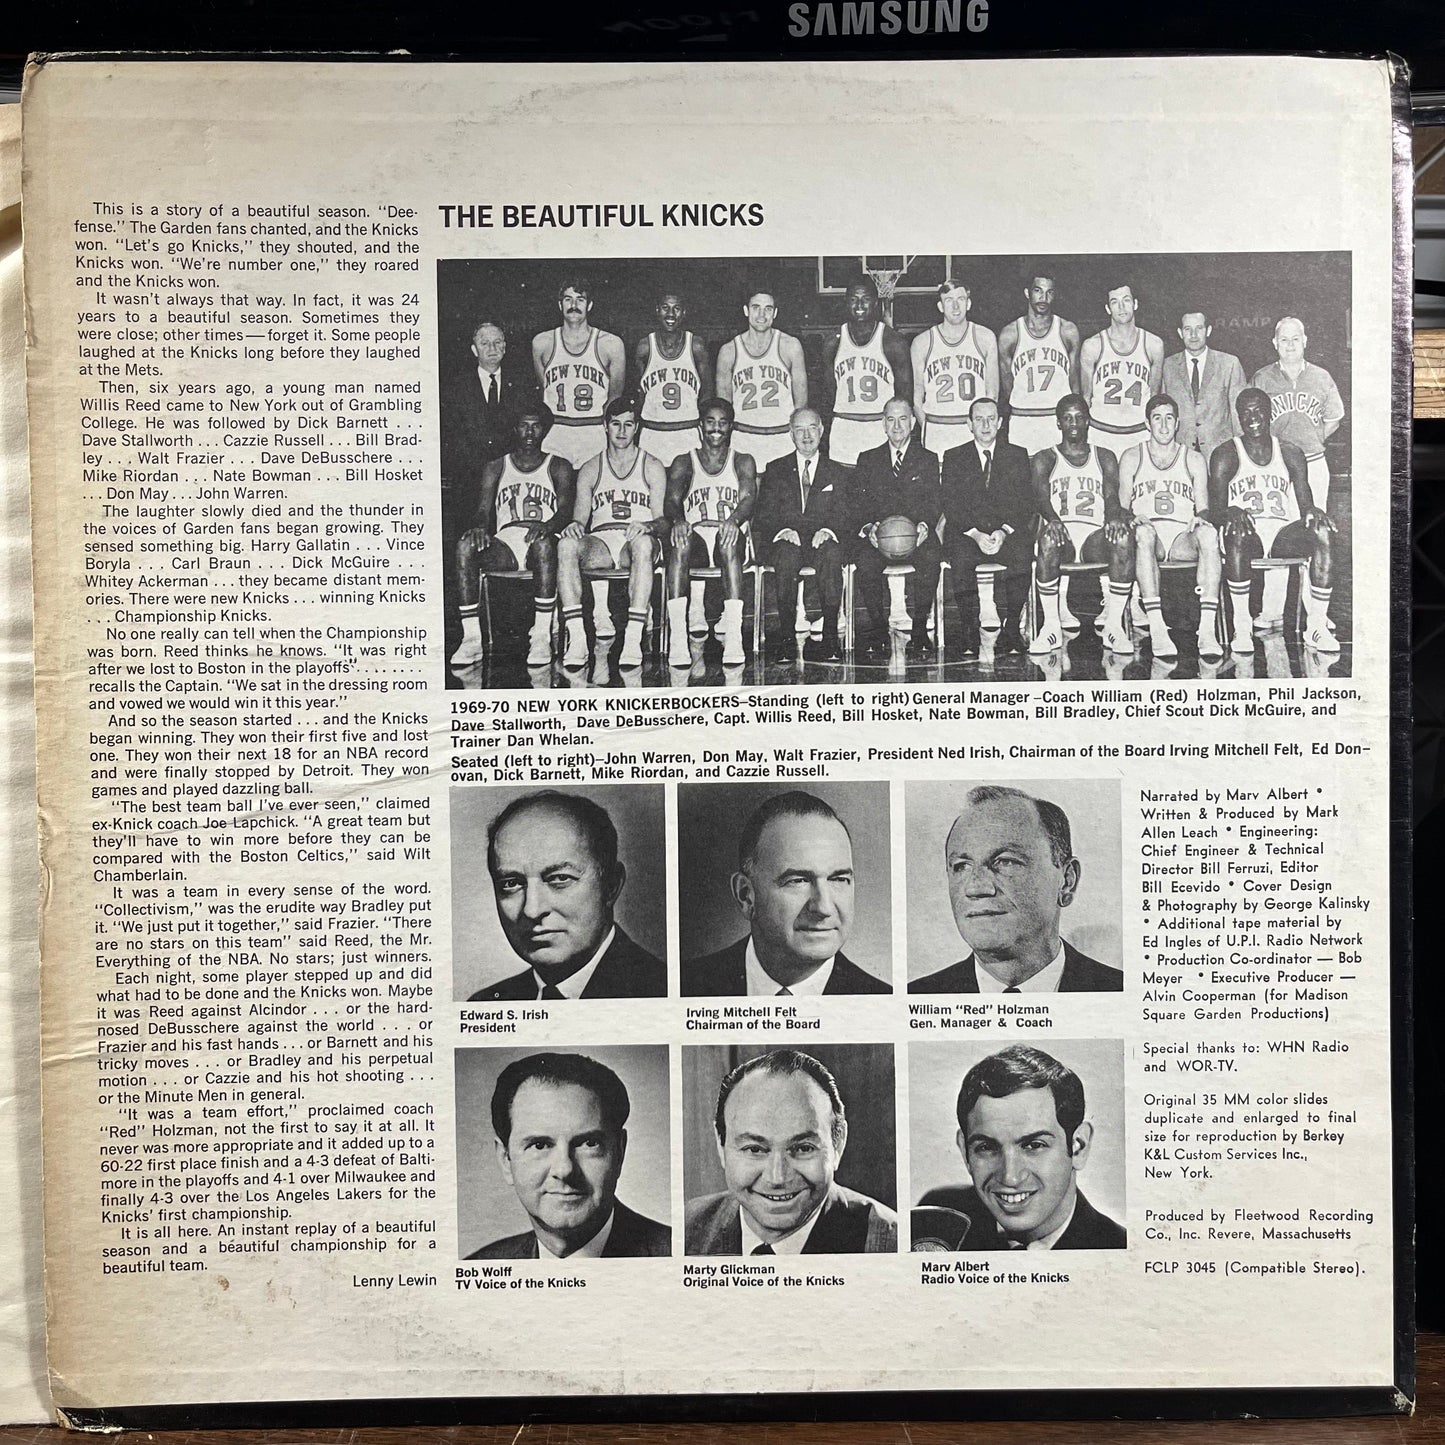 SAMSUNG
This is a story of a beautiful season. "Dee-
fense." The Garden fans chanted, and the Knicks
won. "Let's go Knicks," they shouted, and the
Knicks won. "We're number one," they roared
and the Knicks won.
It wasn't always that way. In fact, it was 24
years to a beautiful season. Sometimes they
were close; other times—forget it. Some people
laughed at the Knicks long before they laughed
at the Mets.
Then, six years ago, a young man named
Willis Reed came to New York out of Grambling
College. He was followed by Dick Barnett . . .
Dave Stallworth . . . Cazzie Russell . . . Bill Brad-
ley . . . Walt Frazier . . . Dave DeBusschere . . .
Mike Riordan . . . Nate Bowman . . . Bill Hosket
. . . Don May . . . John Warren.
The laughter slowly died and the thunder in
the voices of Garden fans began growing. They
sensed something big. Harry Gallatin . . . Vince
Boryla . . . Carl Braun . . . Dick McGuire . . .
Whitey Ackerman . . . they became distant mem-
ories. There were new Knicks . . . winning Knicks
. . . Championship Knicks.
No one really can tell when the Championship
was born. Reed thinks he knows. "It was right
after we lost to Boston in the playoffs". . . . . . . .
recalls the Captain. "We sat in the dressing room
and vowed we would win it this year."
And so the season started . . . and the Knicks
began winning. They won their first five and lost
one. They won their next 18 for an NBA record
and were finally stopped by Detroit. They won
games and played dazzling ball.
"The best team ball I've ever seen," claimed
ex-Knick coach Joe Lapchick. "A great team but
they'll have to win more before they can be
compared with the Boston Celtics," said Wilt
Chamberlain.
It was a team in every sense of the word.
"Collectivism," was the erudite way Bradley put
it. "We just put it together," said Frazier. "There
are no stars on this team" said Reed, the Mr.
Everything of the NBA. No stars; just winners.
Each night, some player stepped up and did
what had to be done and the Knicks won. Maybe
it was Reed against Alcindor . . . or the hard-
nosed DeBusschere against the world . . . or
Frazier and his fast hands . . . or Barnett and his
tricky moves . . . or Bradley and his perpetual
motion . . . or Cazzie and his hot shooting . . .
or the Minute Men in general.
"It was a team effort," proclaimed coach
"Red" Holzman, not the first to say it at all. It
never was more appropriate and it added up to a
60-22 first place finish and a 4-3 defeat of Balti-
more in the playoffs and 4-1 over Milwaukee and
finally 4-3 over the Los Angeles Lakers for the
Knicks' first championship.
It is all here. An instant replay of a beautiful
season and a beautiful championship for a
beautiful team.
Lenny Lewin
THE BEAUTIFUL KNICKS
RAMP
NEW YORK 18
NEW YORK 9
NEW YORK 22
NEW YORK 19
NEW YORK 20
NEW YORK 17
NEW YORK 24
KNICKS
NEW YORK 16
NEW YORK 5
NEW YORK 10
NEW YORK 12
NEW YORK 6
NEW YORK 33
1969-70 NEW YORK KNICKERBOCKERS–Standing (left to right) General Manager –Coach William (Red) Holzman, Phil Jackson,
Dave Stallworth, Dave DeBusschere, Capt. Willis Reed, Bill Hosket, Nate Bowman, Bill Bradley, Chief Scout Dick McGuire, and
Trainer Dan Whelan.
Seated (left to right)–John Warren, Don May, Walt Frazier, President Ned Irish, Chairman of the Board Irving Mitchell Felt, Ed Don-
ovan, Dick Barnett, Mike Riordan, and Cazzie Russell.
Edward S. Irish
President
Irving Mitchell Felt
Chairman of the Board
William "Red" Holzman
Gen. Manager & Coach
Bob Wolff
TV Voice of the Knicks
Marty Glickman
Original Voice of the Knicks
Marv Albert
Radio Voice of the Knicks
Narrated by Marv Albert •
Written & Produced by Mark
Allen Leach • Engineering:
Chief Engineer & Technical
Director Bill Ferruzi, Editor
Bill Ecevido • Cover Design
& Photography by George Kalinsky
• Additional tape material by
Ed Ingles of U.P.I. Radio Network
• Production Co-ordinator — Bob
Meyer • Executive Producer —
Alvin Cooperman (for Madison
Square Garden Productions)
Special thanks to: WHN Radio
and WOR-TV.
Original 35 MM color slides
duplicate and enlarged to final
size for reproduction by Berkey
K&L Custom Services Inc.,
New York.
Produced by Fleetwood Recording
Co., Inc. Revere, Massachusetts
FCLP 3045 (Compatible Stereo).